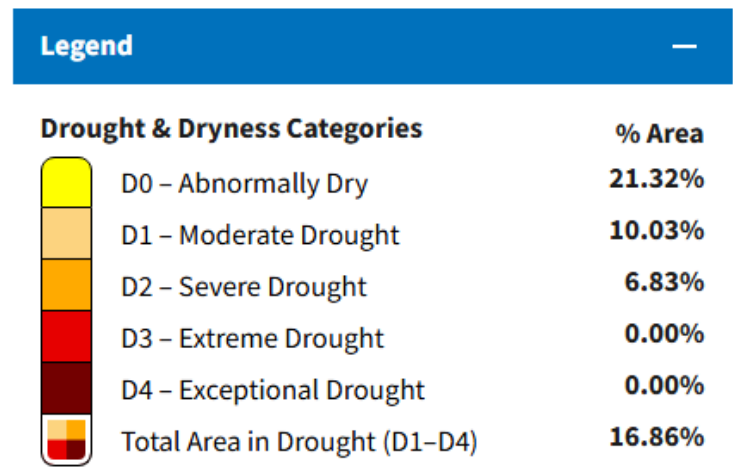 Legend
Drought & Dryness Categories % Area
D0 – Abnormally Dry 21.32%
D1 – Moderate Drought 10.03%
D2 – Severe Drought 6.83%
D3 – Extreme Drought 0.00%
D4 – Exceptional Drought 0.00%
Total Area in Drought (D1–D4) 16.86%